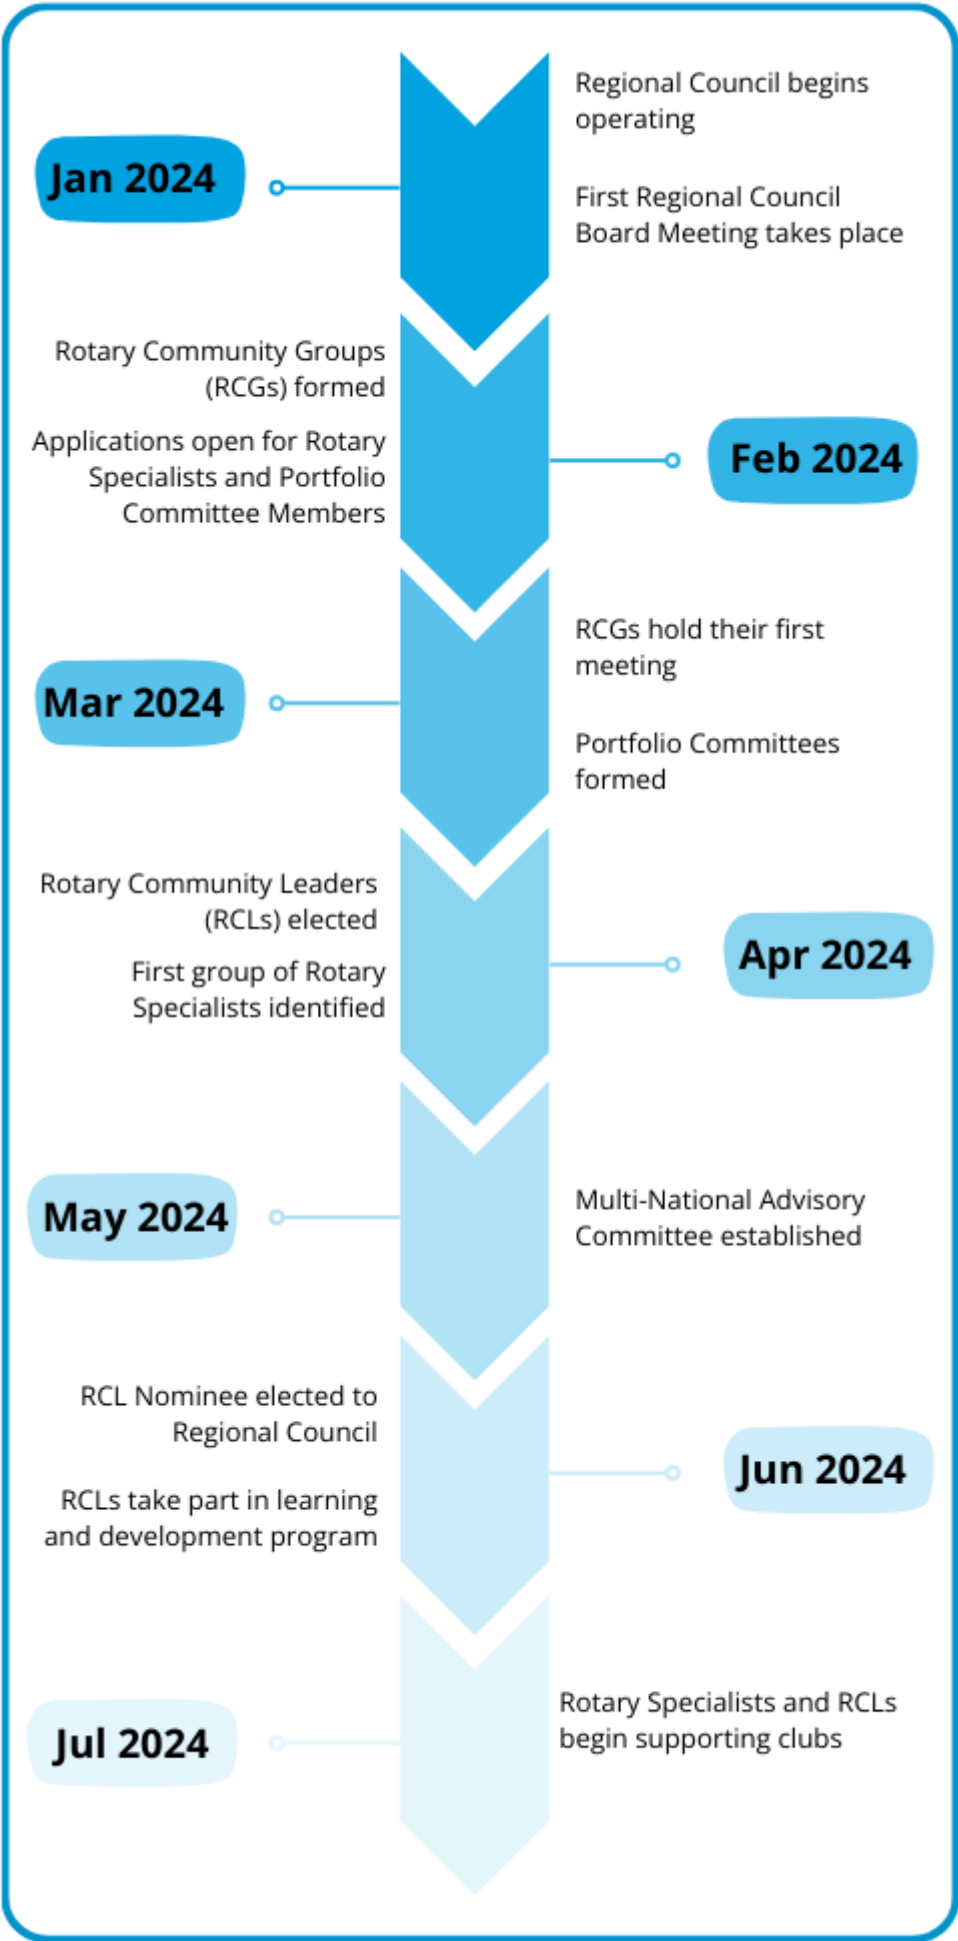 Jan 2024
Regional Council begins
operating
First Regional Council
Board Meeting takes place
Feb 2024
Rotary Community Groups
(RCGs) formed
Applications open for Rotary
Specialists and Portfolio
Committee Members
Mar 2024
RCGs hold their first
meeting
Portfolio Committees
formed
Apr 2024
Rotary Community Leaders
(RCLs) elected
First group of Rotary
Specialists identified
May 2024
Multi-National Advisory
Committee established
Jun 2024
RCL Nominee elected to
Regional Council
RCLs take part in learning
and development program
Jul 2024
Rotary Specialists and RCLs
begin supporting clubs